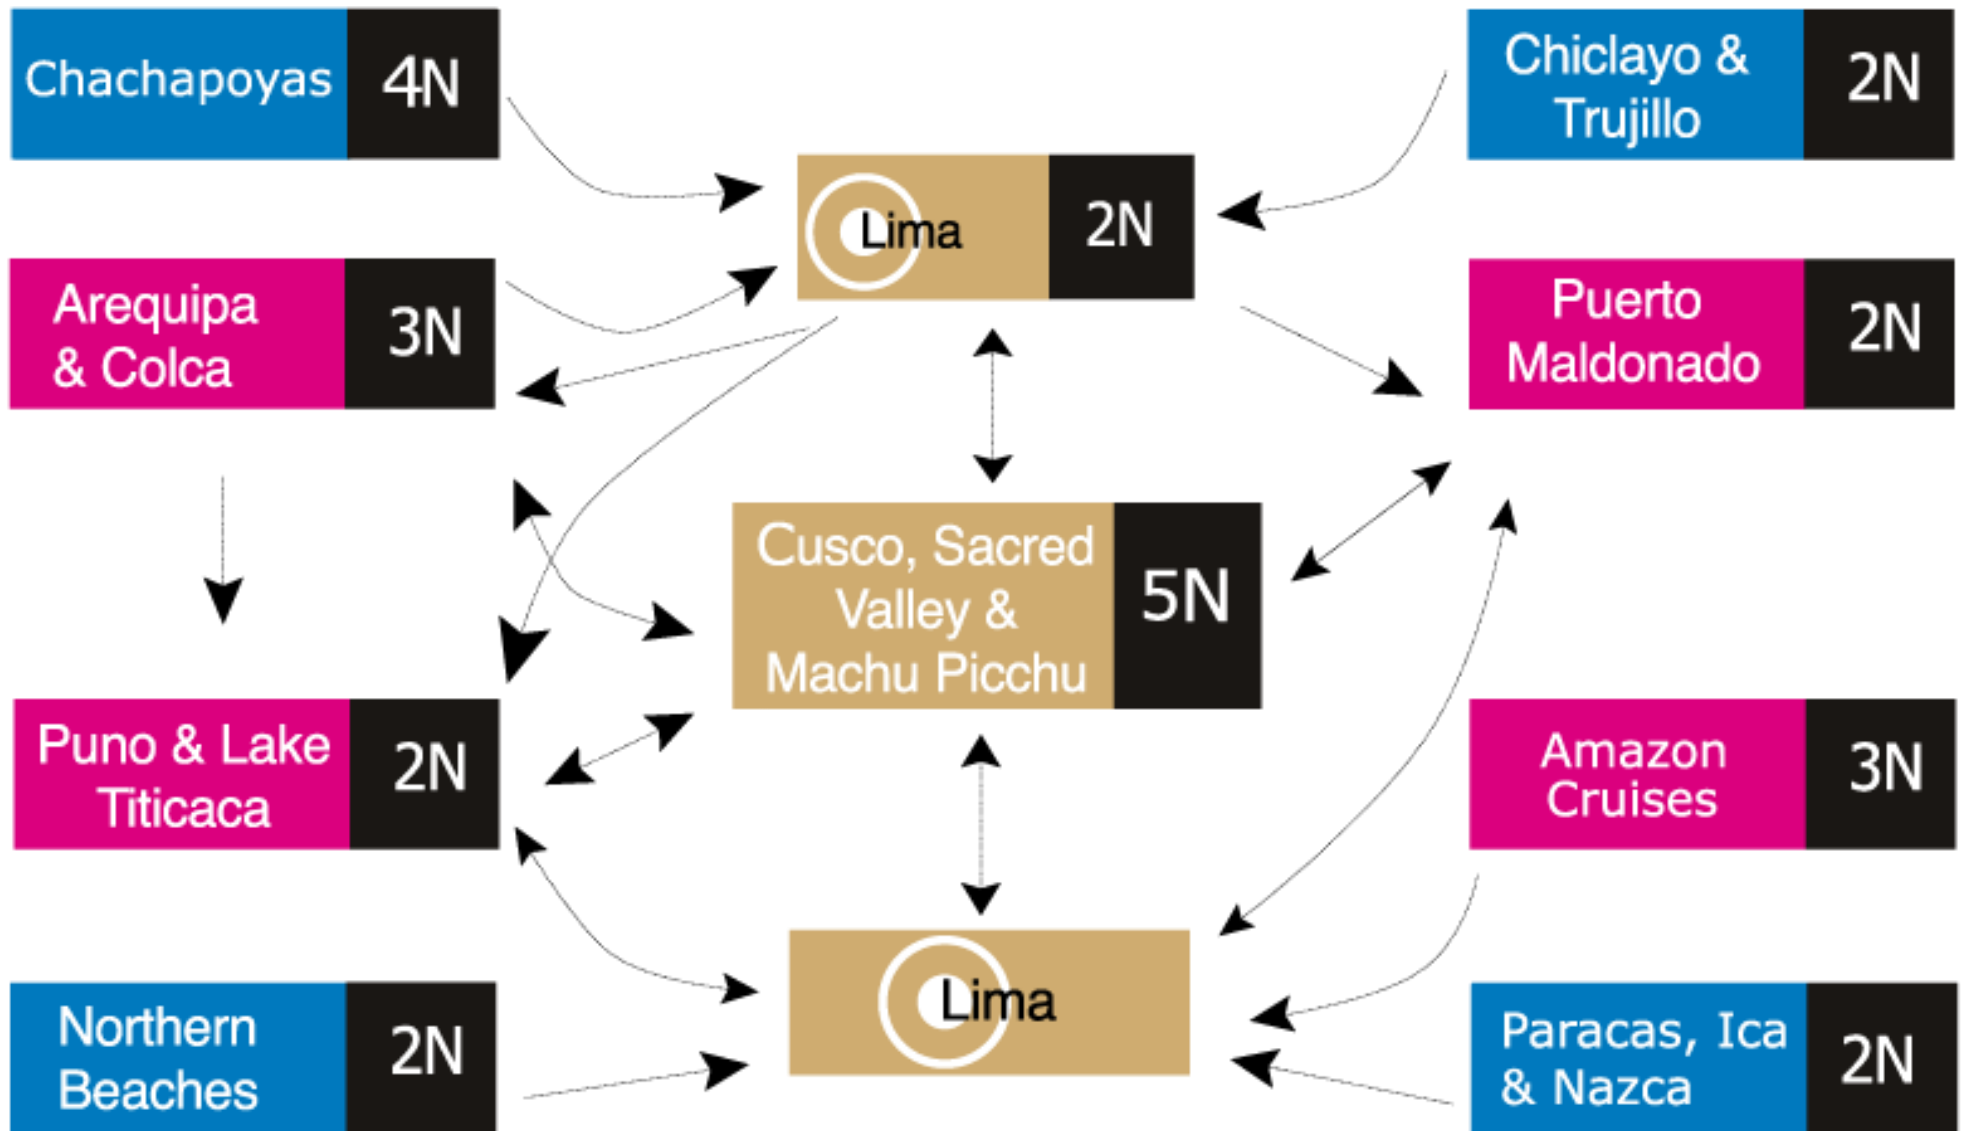 Chachapoyas 4N
Chiclayo &
Trujillo
2N
Lima 2N
Arequipa
& Colca
3N
Puerto
Maldonado
2N
Cusco, Sacred
Valley &
Machu Picchu
5N
Puno & Lake
Titicaca
2N
Amazon
Cruises
3N
Lima
Northern
Beaches
2N
Paracas, Ica
& Nazca
2N